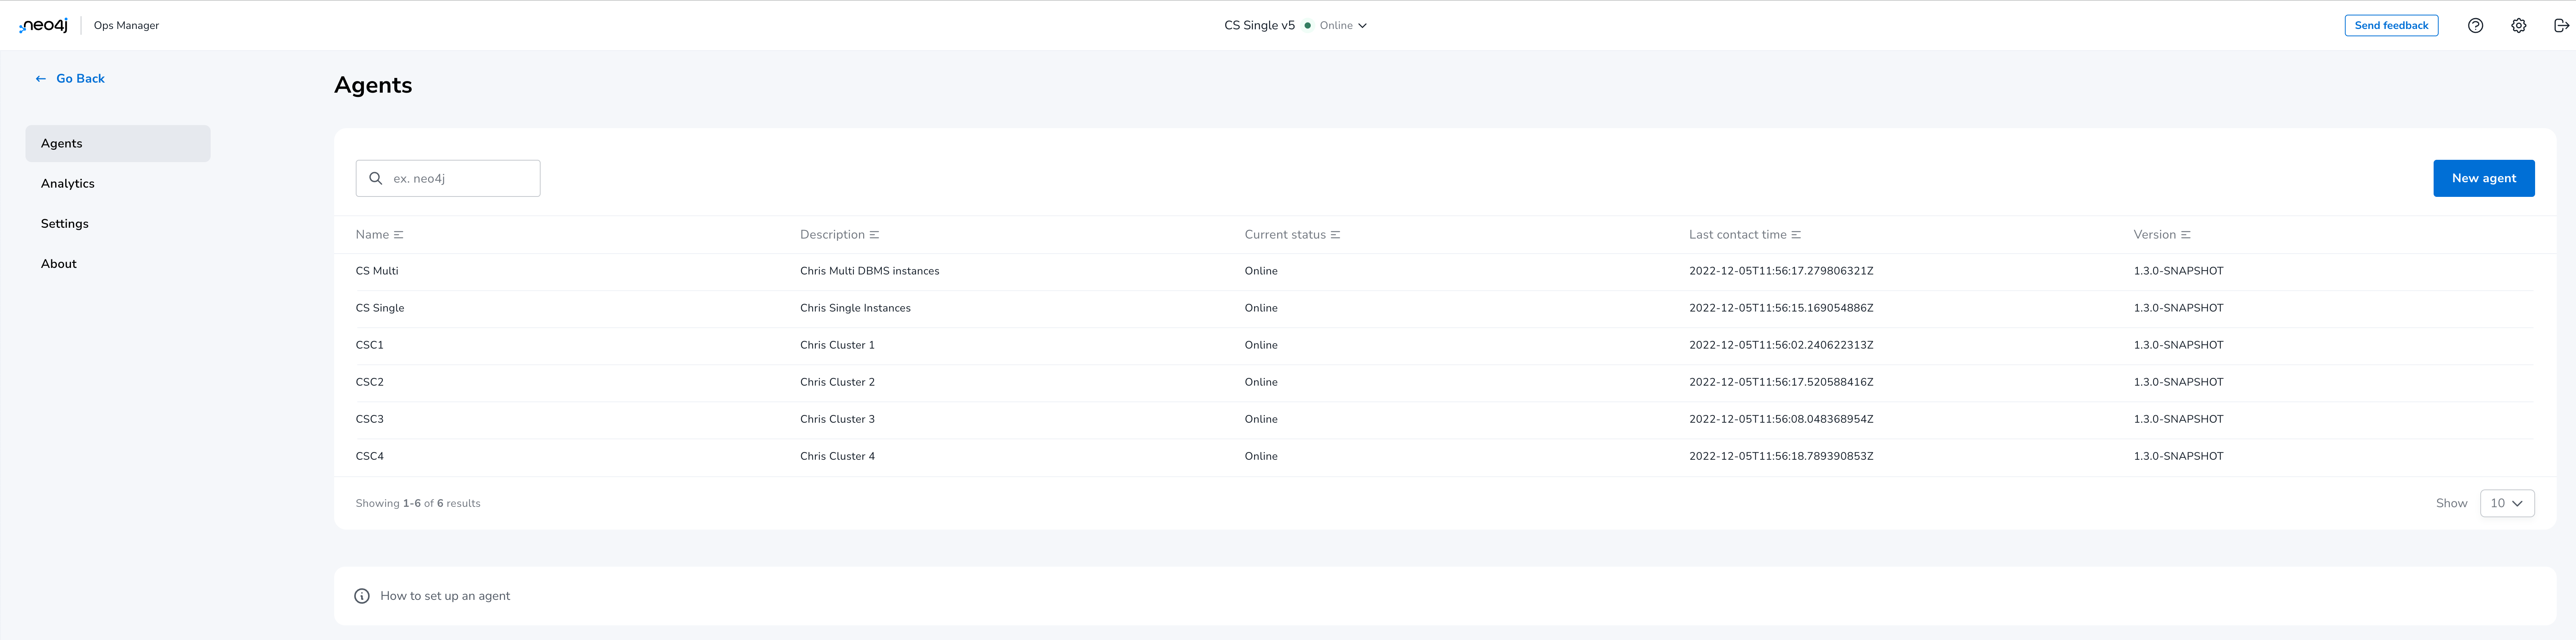 neo4j Ops Manager CS Single v5 Online Send feedback
Go Back
Agents
Agents
Analytics
Settings
About
ex. neo4j New agent
Name Description Current status Last contact time Version
CS Multi Chris Multi DBMS instances Online 2022-12-05T11:56:17.279806321Z 1.3.0-SNAPSHOT
CS Single Chris Single Instances Online 2022-12-05T11:56:15.169054886Z 1.3.0-SNAPSHOT
CSC1 Chris Cluster 1 Online 2022-12-05T11:56:02.240622313Z 1.3.0-SNAPSHOT
CSC2 Chris Cluster 2 Online 2022-12-05T11:56:17.520588416Z 1.3.0-SNAPSHOT
CSC3 Chris Cluster 3 Online 2022-12-05T11:56:08.048368954Z 1.3.0-SNAPSHOT
CSC4 Chris Cluster 4 Online 2022-12-05T11:56:18.789390853Z 1.3.0-SNAPSHOT
Showing 1-6 of 6 results Show 10
How to set up an agent